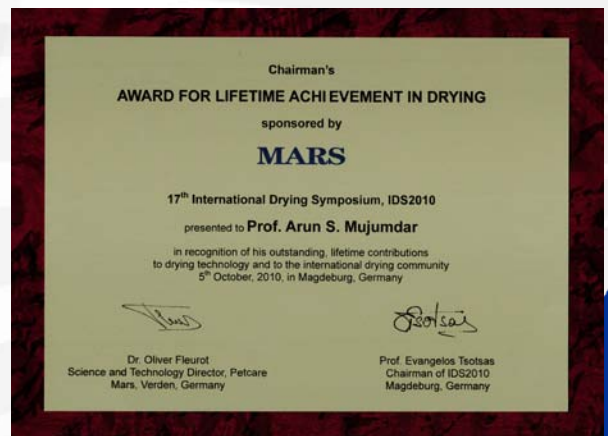 Chairman's
AWARD FOR LIFETIME ACHIEVEMENT IN DRYING
sponsored by
MARS
17th International Drying Symposium, IDS2010
presented to Prof. Arun S. Mujumdar
in recognition of his outstanding, lifetime contributions
to drying technology and to the international drying community
5th October, 2010, in Magdeburg, Germany
Tsotsas
Dr. Oliver Fleurot
Science and Technology Director, Petcare
Mars, Verden, Germany
Prof. Evangelos Tsotsas
Chairman of IDS2010
Magdeburg, Germany